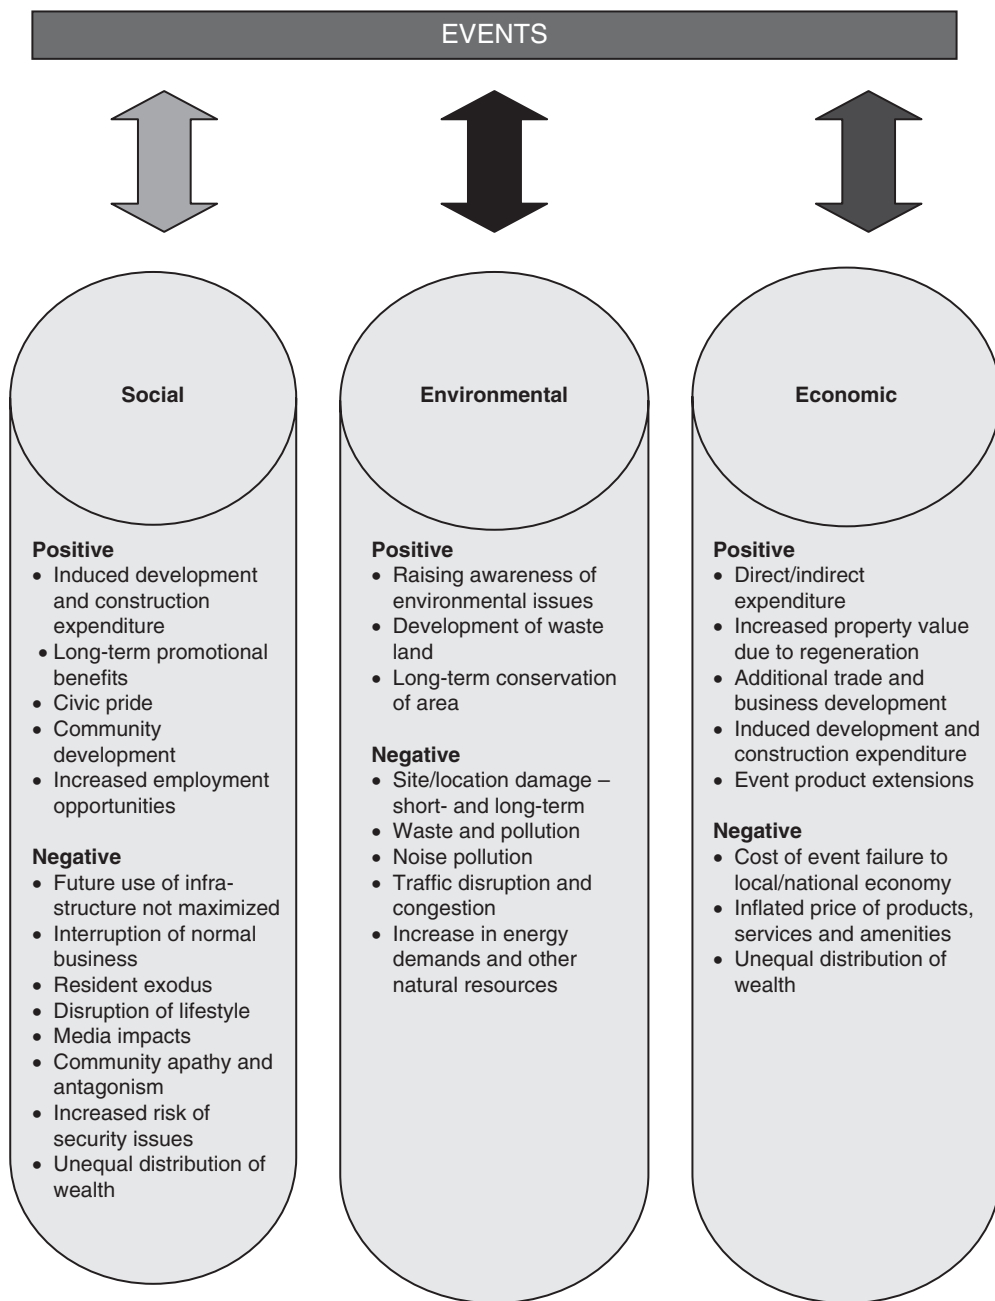 EVENTS
Social
Positive
• Induced development
and construction
expenditure
• Long-term promotional
benefits
• Civic pride
• Community
development
• Increased employment
opportunities
Negative
• Future use of infra-
structure not maximized
• Interruption of normal
business
• Resident exodus
• Disruption of lifestyle
• Media impacts
• Community apathy and
antagonism
• Increased risk of
security issues
• Unequal distribution of
wealth
Environmental
Positive
• Raising awareness of
environmental issues
• Development of waste
land
• Long-term conservation
of area
Negative
• Site/location damage –
short- and long-term
• Waste and pollution
• Noise pollution
• Traffic disruption and
congestion
• Increase in energy
demands and other
natural resources
Economic
Positive
• Direct/indirect
expenditure
• Increased property value
due to regeneration
• Additional trade and
business development
• Induced development and
construction expenditure
• Event product extensions
Negative
• Cost of event failure to
local/national economy
• Inflated price of products,
services and amenities
• Unequal distribution of
wealth